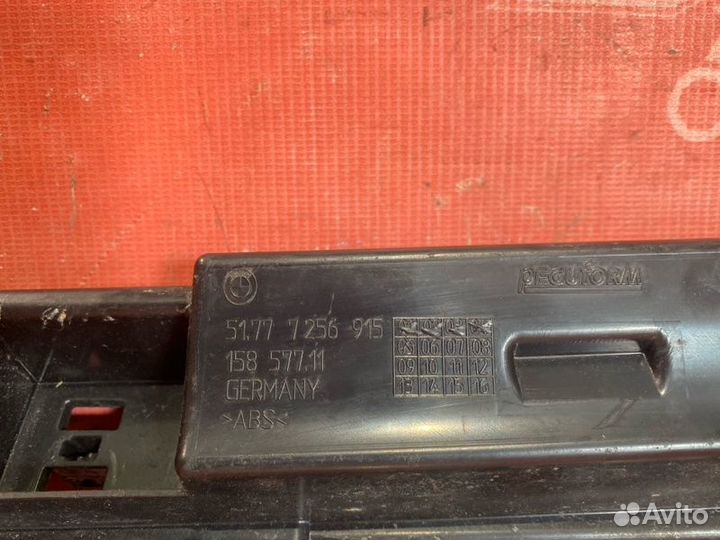 PEGUFORM
51.77 7 256 915
158 577.11
GERMANY
>ABS<
05 06 07 08
09 10 11 12
13 14 15 16
Avito